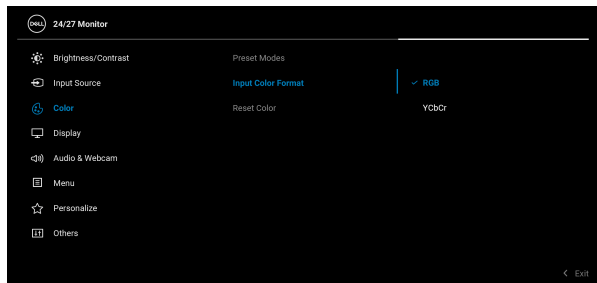 DELL 24/27 Monitor
Brightness/Contrast Preset Modes
Input Source Input Color Format RGB
Color Reset Color YCbCr
Display
Audio & Webcam
Menu
Personalize
Others
Exit